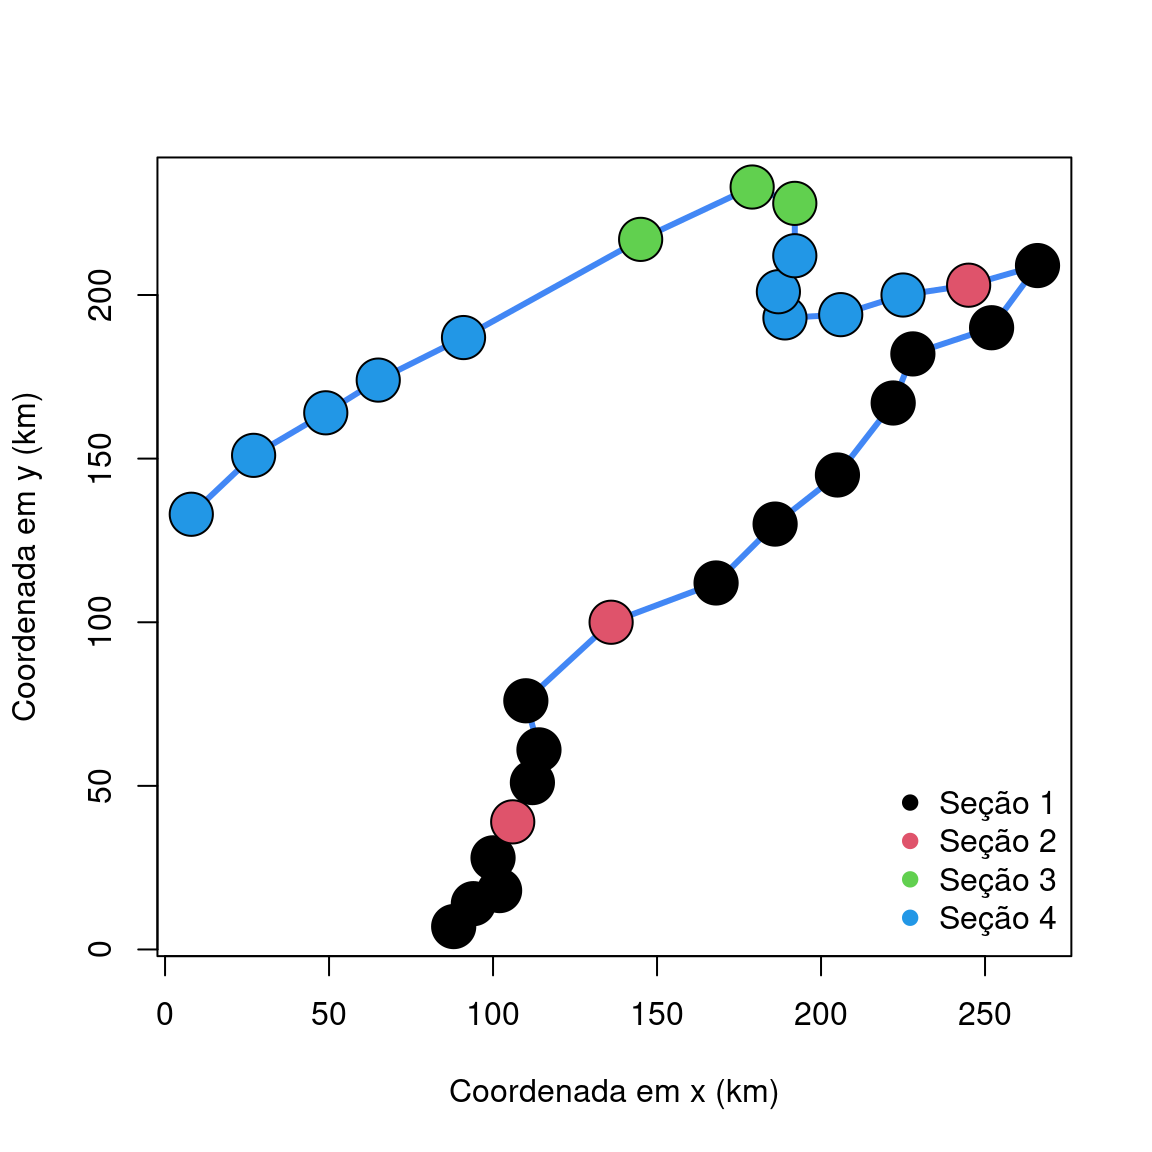 Coordenada em y (km)
200
150
100
50
0
0 50 100 150 200 250
Coordenada em x (km)
Seção 1
Seção 2
Seção 3
Seção 4